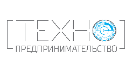 [ТЕХНО]
ПРЕДПРИНИМАТЕЛЬСТВО